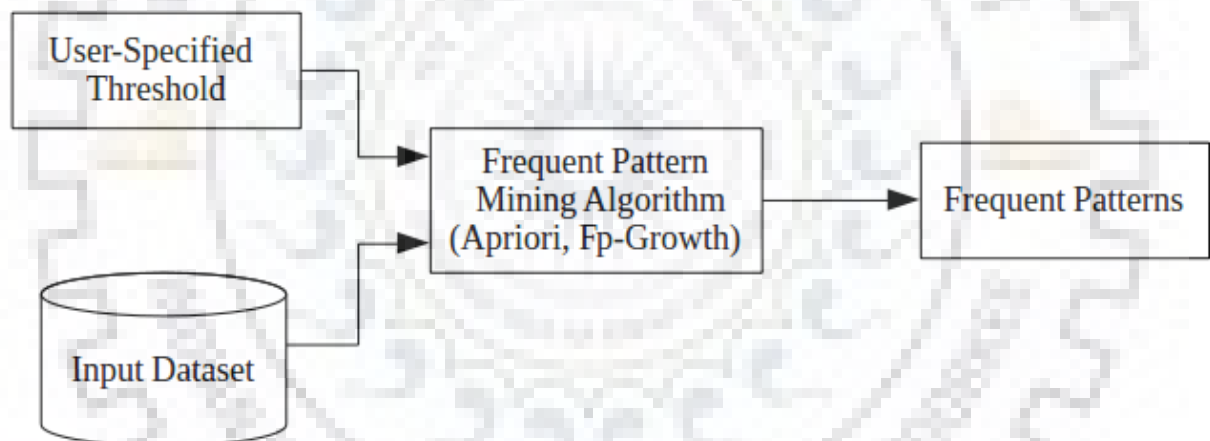 User-Specified
Threshold
Frequent Pattern
Mining Algorithm
(Apriori, Fp-Growth)
Frequent Patterns
Input Dataset